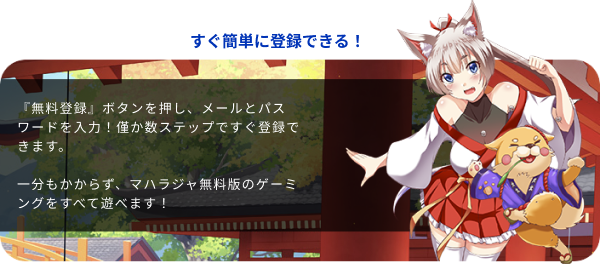 すぐ簡単に登録できる！
『無料登録』ボタンを押し、メールとパス
ワードを入力！僅か数ステップですぐ登録で
きます。
一分もかからず、マハラジャ無料版のゲーミ
ングをすべて遊べます！